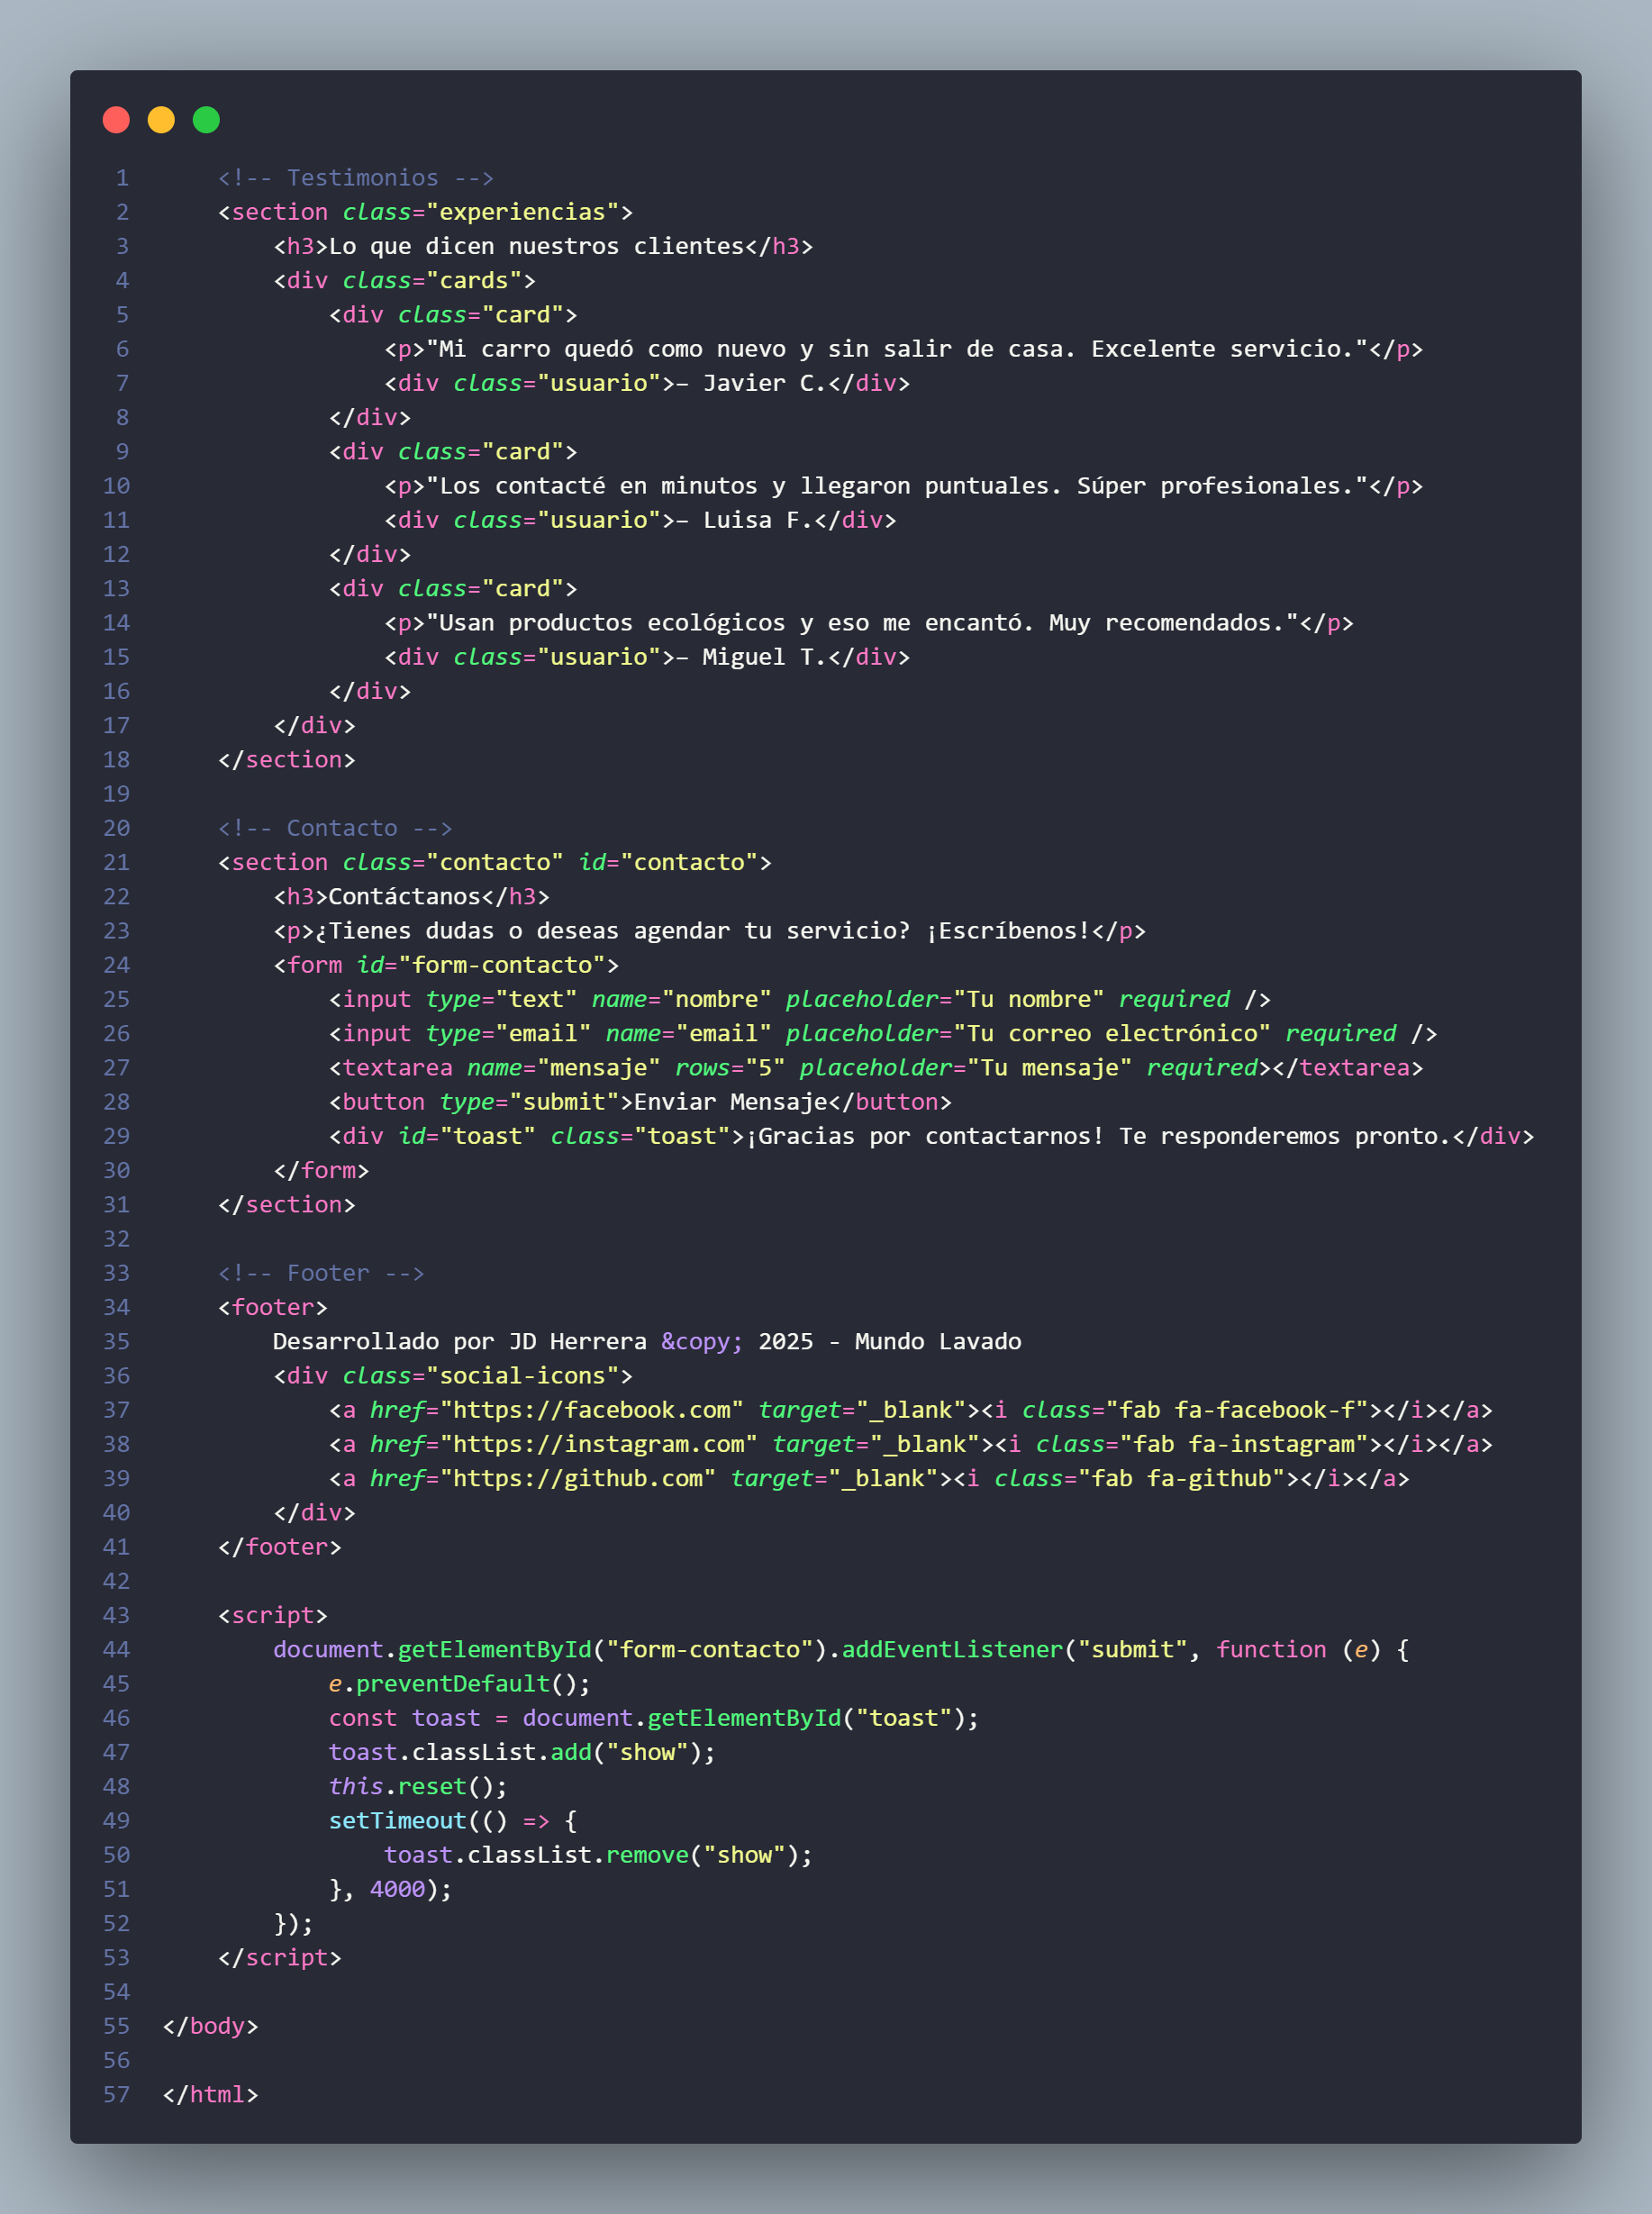 1    <!-- Testimonios -->
2    <section class="experiencias">
3        <h3>Lo que dicen nuestros clientes</h3>
4        <div class="cards">
5            <div class="card">
6                <p>"Mi carro quedó como nuevo y sin salir de casa. Excelente servicio."</p>
7                <div class="usuario">– Javier C.</div>
8            </div>
9            <div class="card">
10                <p>"Los contacté en minutos y llegaron puntuales. Súper profesionales."</p>
11                <div class="usuario">– Luisa F.</div>
12            </div>
13            <div class="card">
14                <p>"Usan productos ecológicos y eso me encantó. Muy recomendados."</p>
15                <div class="usuario">– Miguel T.</div>
16            </div>
17        </div>
18    </section>
19
20    <!-- Contacto -->
21    <section class="contacto" id="contacto">
22        <h3>Contáctanos</h3>
23        <p>¿Tienes dudas o deseas agendar tu servicio? ¡Escríbenos!</p>
24        <form id="form-contacto">
25            <input type="text" name="nombre" placeholder="Tu nombre" required />
26            <input type="email" name="email" placeholder="Tu correo electrónico" required />
27            <textarea name="mensaje" rows="5" placeholder="Tu mensaje" required></textarea>
28            <button type="submit">Enviar Mensaje</button>
29            <div id="toast" class="toast">¡Gracias por contactarnos! Te responderemos pronto.</div>
30        </form>
31    </section>
32
33    <!-- Footer -->
34    <footer>
35        Desarrollado por JD Herrera &copy; 2025 - Mundo Lavado
36        <div class="social-icons">
37            <a href="https://facebook.com" target="_blank"><i class="fab fa-facebook-f"></i></a>
38            <a href="https://instagram.com" target="_blank"><i class="fab fa-instagram"></i></a>
39            <a href="https://github.com" target="_blank"><i class="fab fa-github"></i></a>
40        </div>
41    </footer>
42
43    <script>
44        document.getElementById("form-contacto").addEventListener("submit", function (e) {
45            e.preventDefault();
46            const toast = document.getElementById("toast");
47            toast.classList.add("show");
48            this.reset();
49            setTimeout(() => {
50                toast.classList.remove("show");
51            }, 4000);
52        });
53    </script>
54
55</body>
56
57</html>